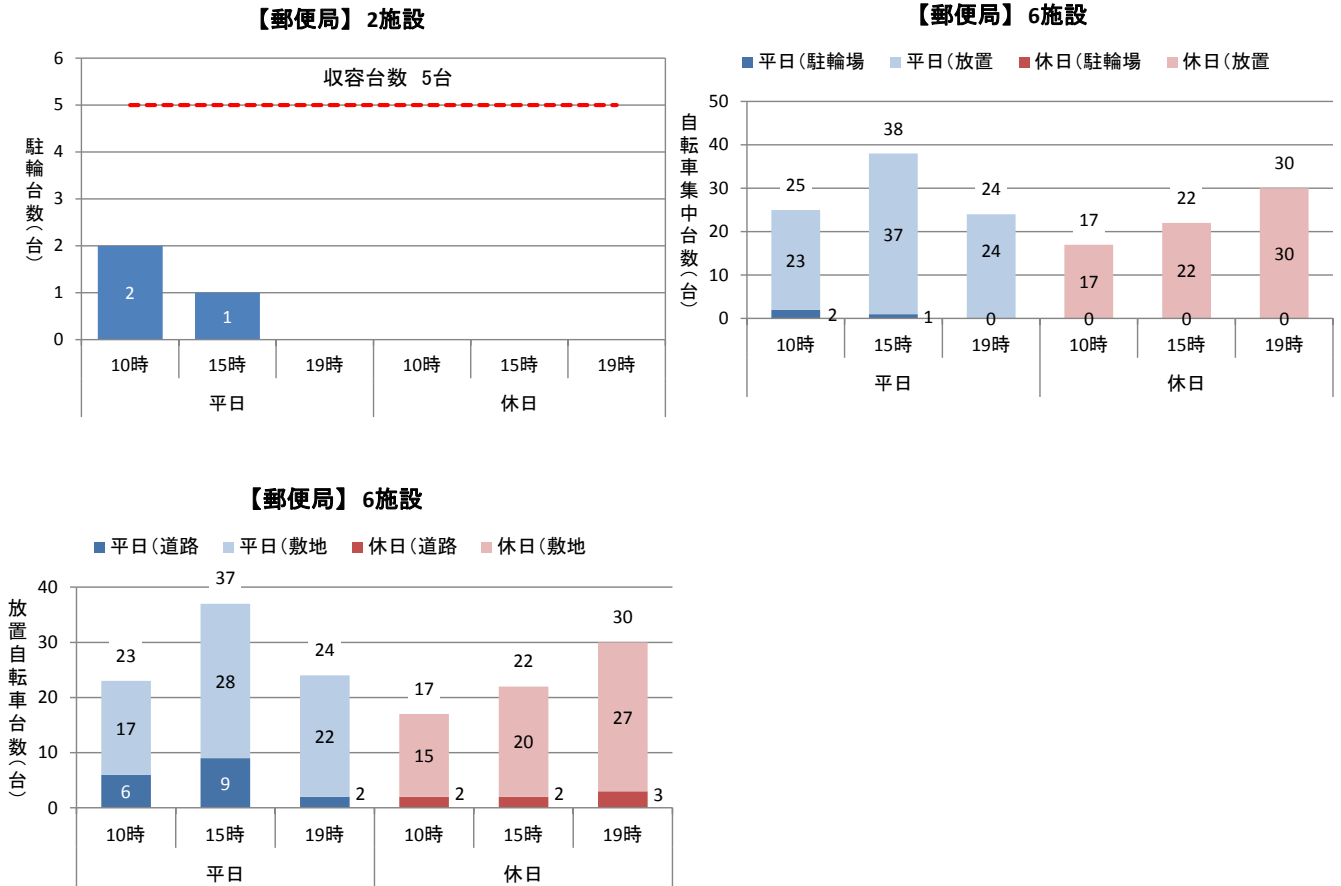 【郵便局】 2施設
収容台数 5台
駐輪台数(台)
6
5
4
3
2
1
0
2
1
10時 15時 19時 10時 15時 19時
平日 休日
【郵便局】 6施設
平日(駐輪場 平日(放置 休日(駐輪場 休日(放置
自転車集中台数(台)
50
40
30
20
10
0
25 38 24 17 22 30
23 37 24 17 22 30
2 1 0 0 0 0
10時 15時 19時 10時 15時 19時
平日 休日
【郵便局】 6施設
平日(道路 平日(敷地 休日(道路 休日(敷地
放置自転車台数(台)
40
30
20
10
0
23 37 24 17 22 30
17 28 22 15 20 27
6 9 2 2 2 3
10時 15時 19時 10時 15時 19時
平日 休日